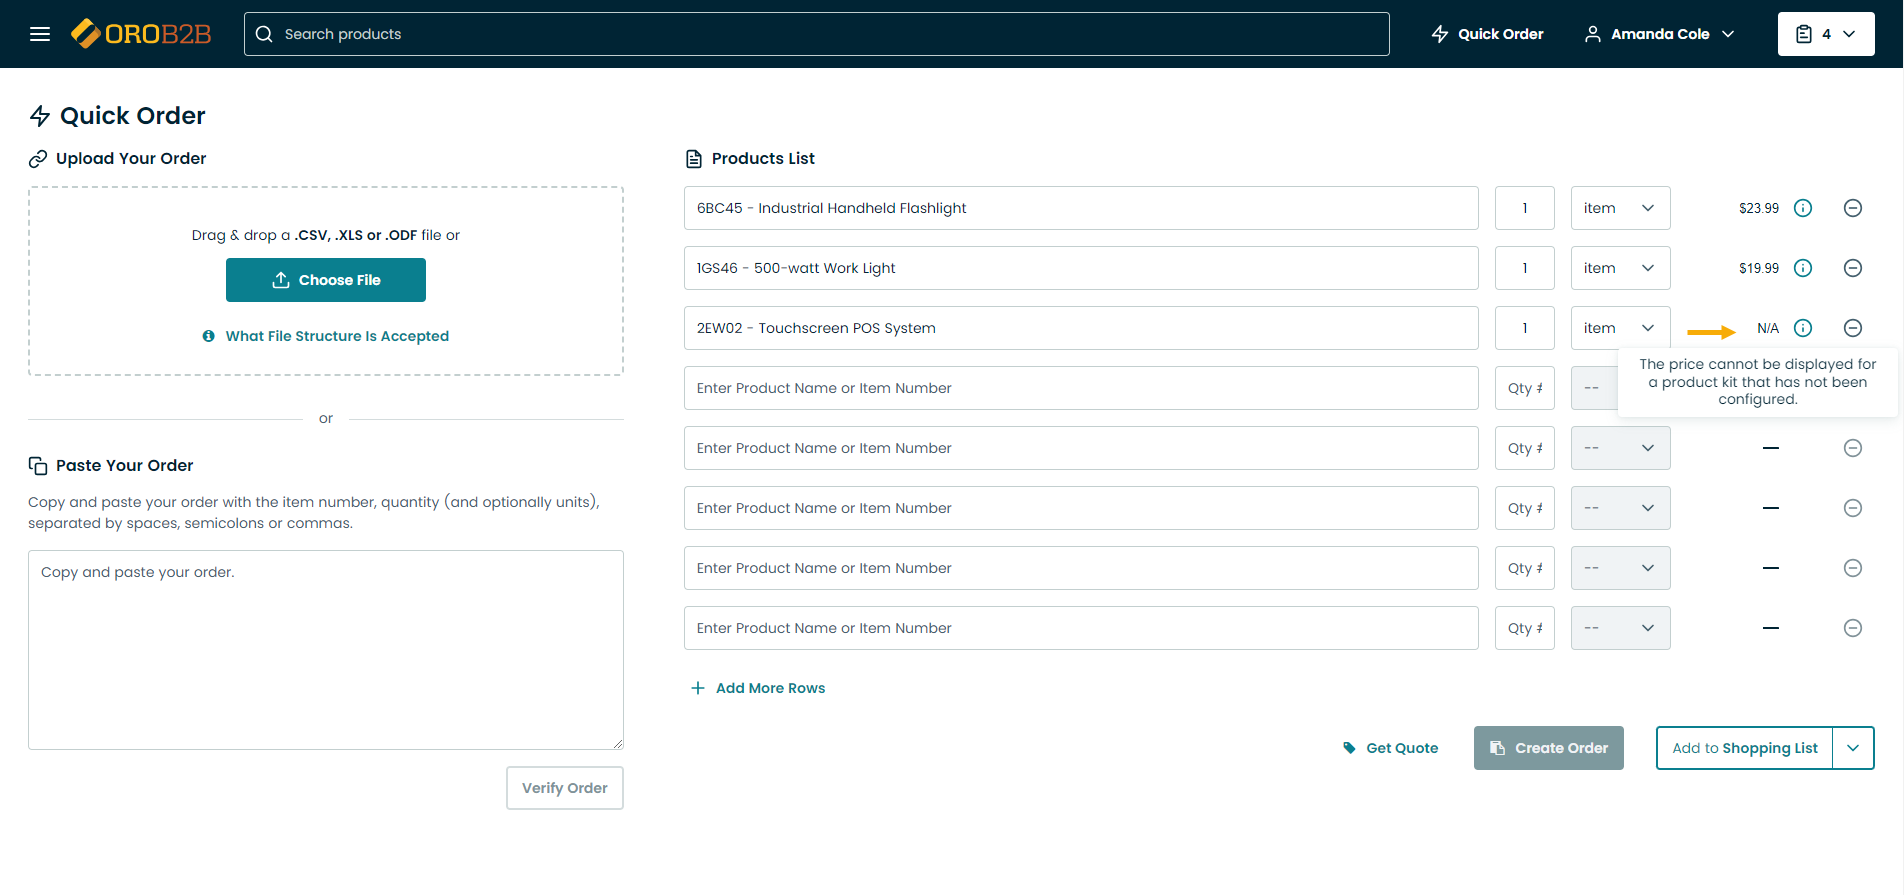 OROB2B
Search products
Quick Order
Amanda Cole
4
Quick Order
Upload Your Order
Drag & drop a .CSV, .XLS or .ODF file or
Choose File
What File Structure Is Accepted
or
Paste Your Order
Copy and paste your order with the item number, quantity (and optionally units),
separated by spaces, semicolons or commas.
Copy and paste your order.
Verify Order
Products List
6BC45 - Industrial Handheld Flashlight 1 item $23.99
1GS46 - 500-watt Work Light 1 item $19.99
2EW02 - Touchscreen POS System 1 item N/A
The price cannot be displayed for
a product kit that has not been
configured.
Enter Product Name or Item Number Qty # --
Enter Product Name or Item Number Qty # -- —
Enter Product Name or Item Number Qty # -- —
Enter Product Name or Item Number Qty # -- —
Enter Product Name or Item Number Qty # -- —
Add More Rows
Get Quote
Create Order
Add to Shopping List